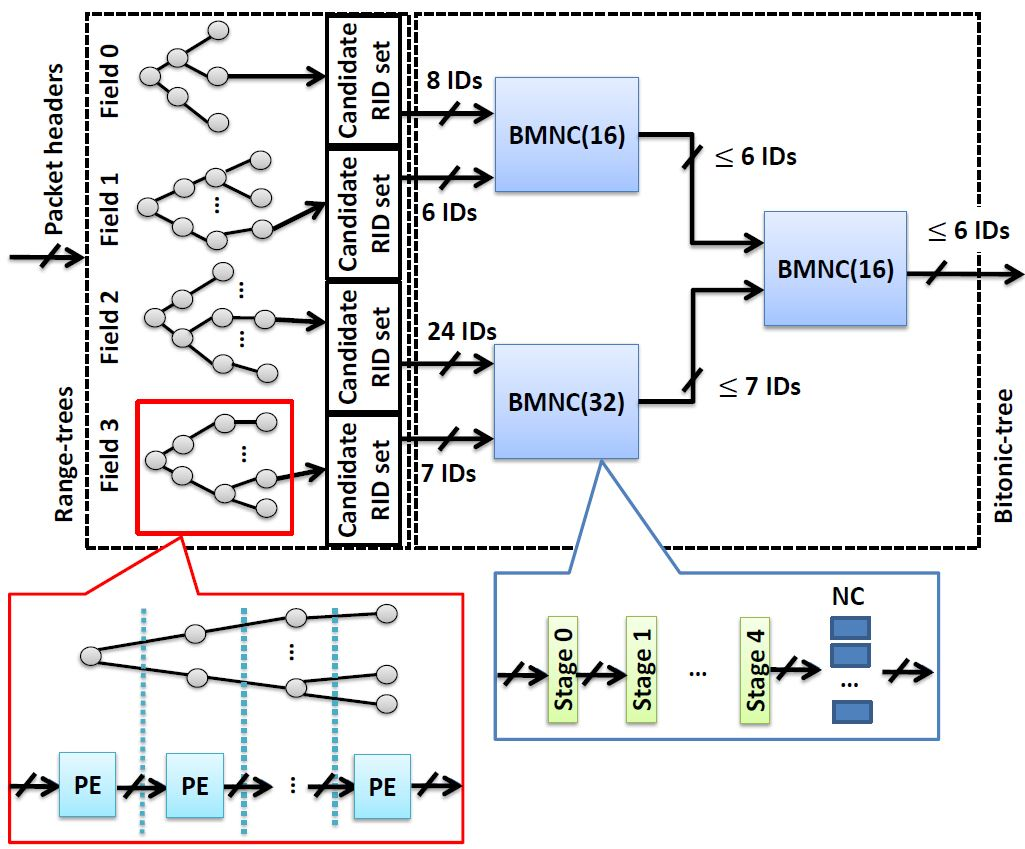 Packet headers
Range-trees
Field 0
Field 1
Field 2
Field 3
Candidate
RID set
Candidate
RID set
Candidate
RID set
Candidate
RID set
8 IDs
6 IDs
24 IDs
7 IDs
BMNC(16)
BMNC(32)
≤ 6 IDs
≤ 7 IDs
BMNC(16)
≤ 6 IDs
Bitonic-tree
...
...
...
...
...
PE
PE
...
PE
Stage 0
Stage 1
...
Stage 4
NC
...